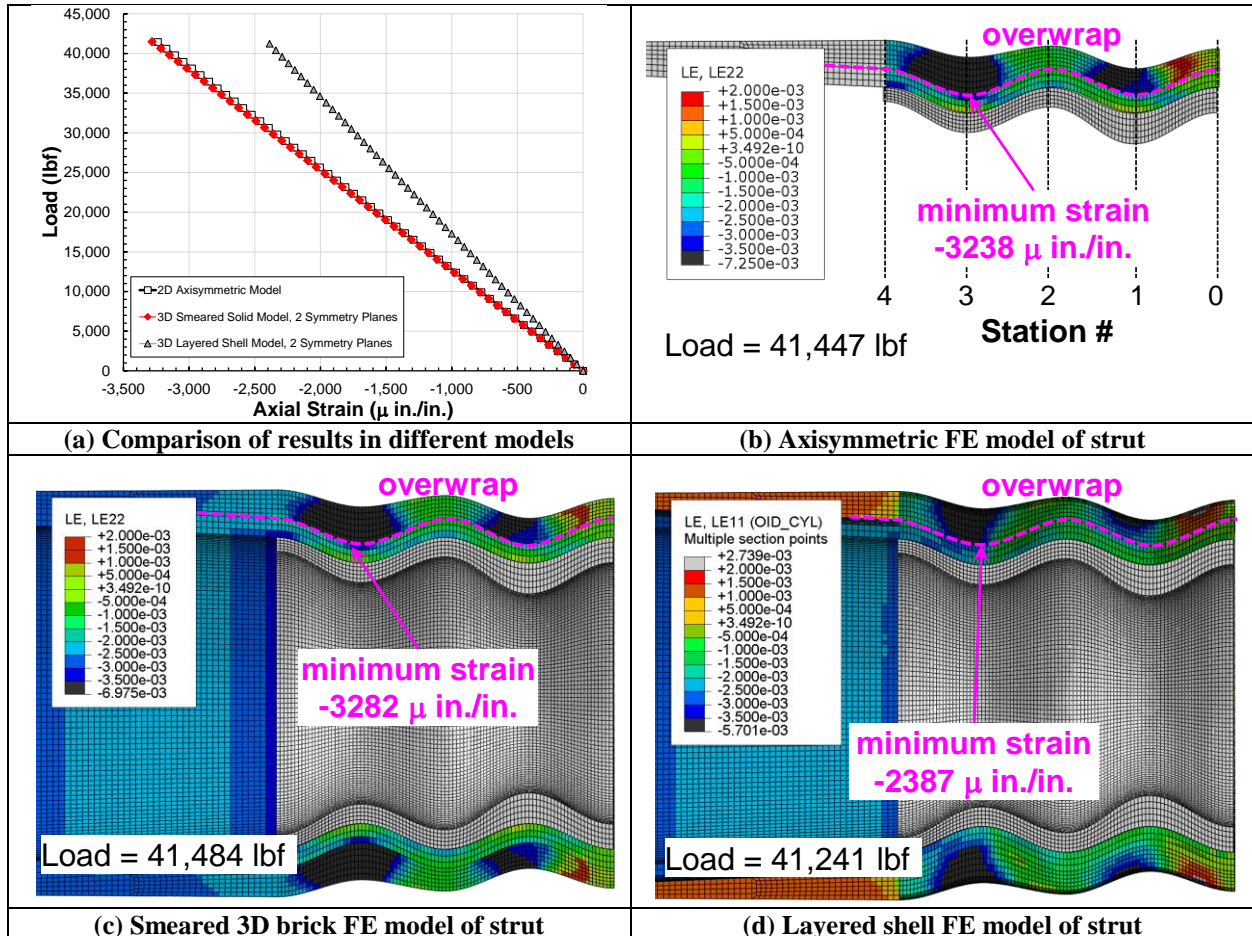 45,000
40,000
35,000
30,000
25,000
20,000
15,000
10,000
5,000
0
Load (lbf)
2D Axisymmetric Model
3D Smeared Solid Model, 2 Symmetry Planes
3D Layered Shell Model, 2 Symmetry Planes
-3,500 -3,000 -2,500 -2,000 -1,500 -1,000 -500 0
Axial Strain (μ in./in.)
(a) Comparison of results in different models
overwrap
LE, LE22
+2.000e-03
+1.500e-03
+1.000e-03
+5.000e-04
+3.492e-10
-5.000e-04
-1.000e-03
-1.500e-03
-2.000e-03
-2.500e-03
-3.000e-03
-3.500e-03
-7.250e-03
minimum strain
-3238 μ in./in.
4 3 2 1 0
Station #
Load = 41,447 lbf
(b) Axisymmetric FE model of strut
overwrap
LE, LE22
+2.000e-03
+1.500e-03
+1.000e-03
+5.000e-04
+3.492e-10
-5.000e-04
-1.000e-03
-1.500e-03
-2.000e-03
-2.500e-03
-3.000e-03
-3.500e-03
-6.975e-03
minimum strain
-3282 μ in./in.
Load = 41,484 lbf
(c) Smeared 3D brick FE model of strut
overwrap
LE, LE11 (OID_CYL)
Multiple section points
+2.739e-03
+2.000e-03
+1.500e-03
+1.000e-03
+5.000e-04
+3.492e-10
-5.000e-04
-1.000e-03
-1.500e-03
-2.000e-03
-2.500e-03
-3.000e-03
-3.500e-03
-5.701e-03
minimum strain
-2387 μ in./in.
Load = 41,241 lbf
(d) Layered shell FE model of strut